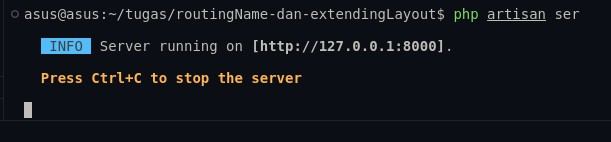 asus@asus:~/tugas/routingName-dan-extendingLayout$ php artisan ser
INFO Server running on [http://127.0.0.1:8000].
Press Ctrl+C to stop the server